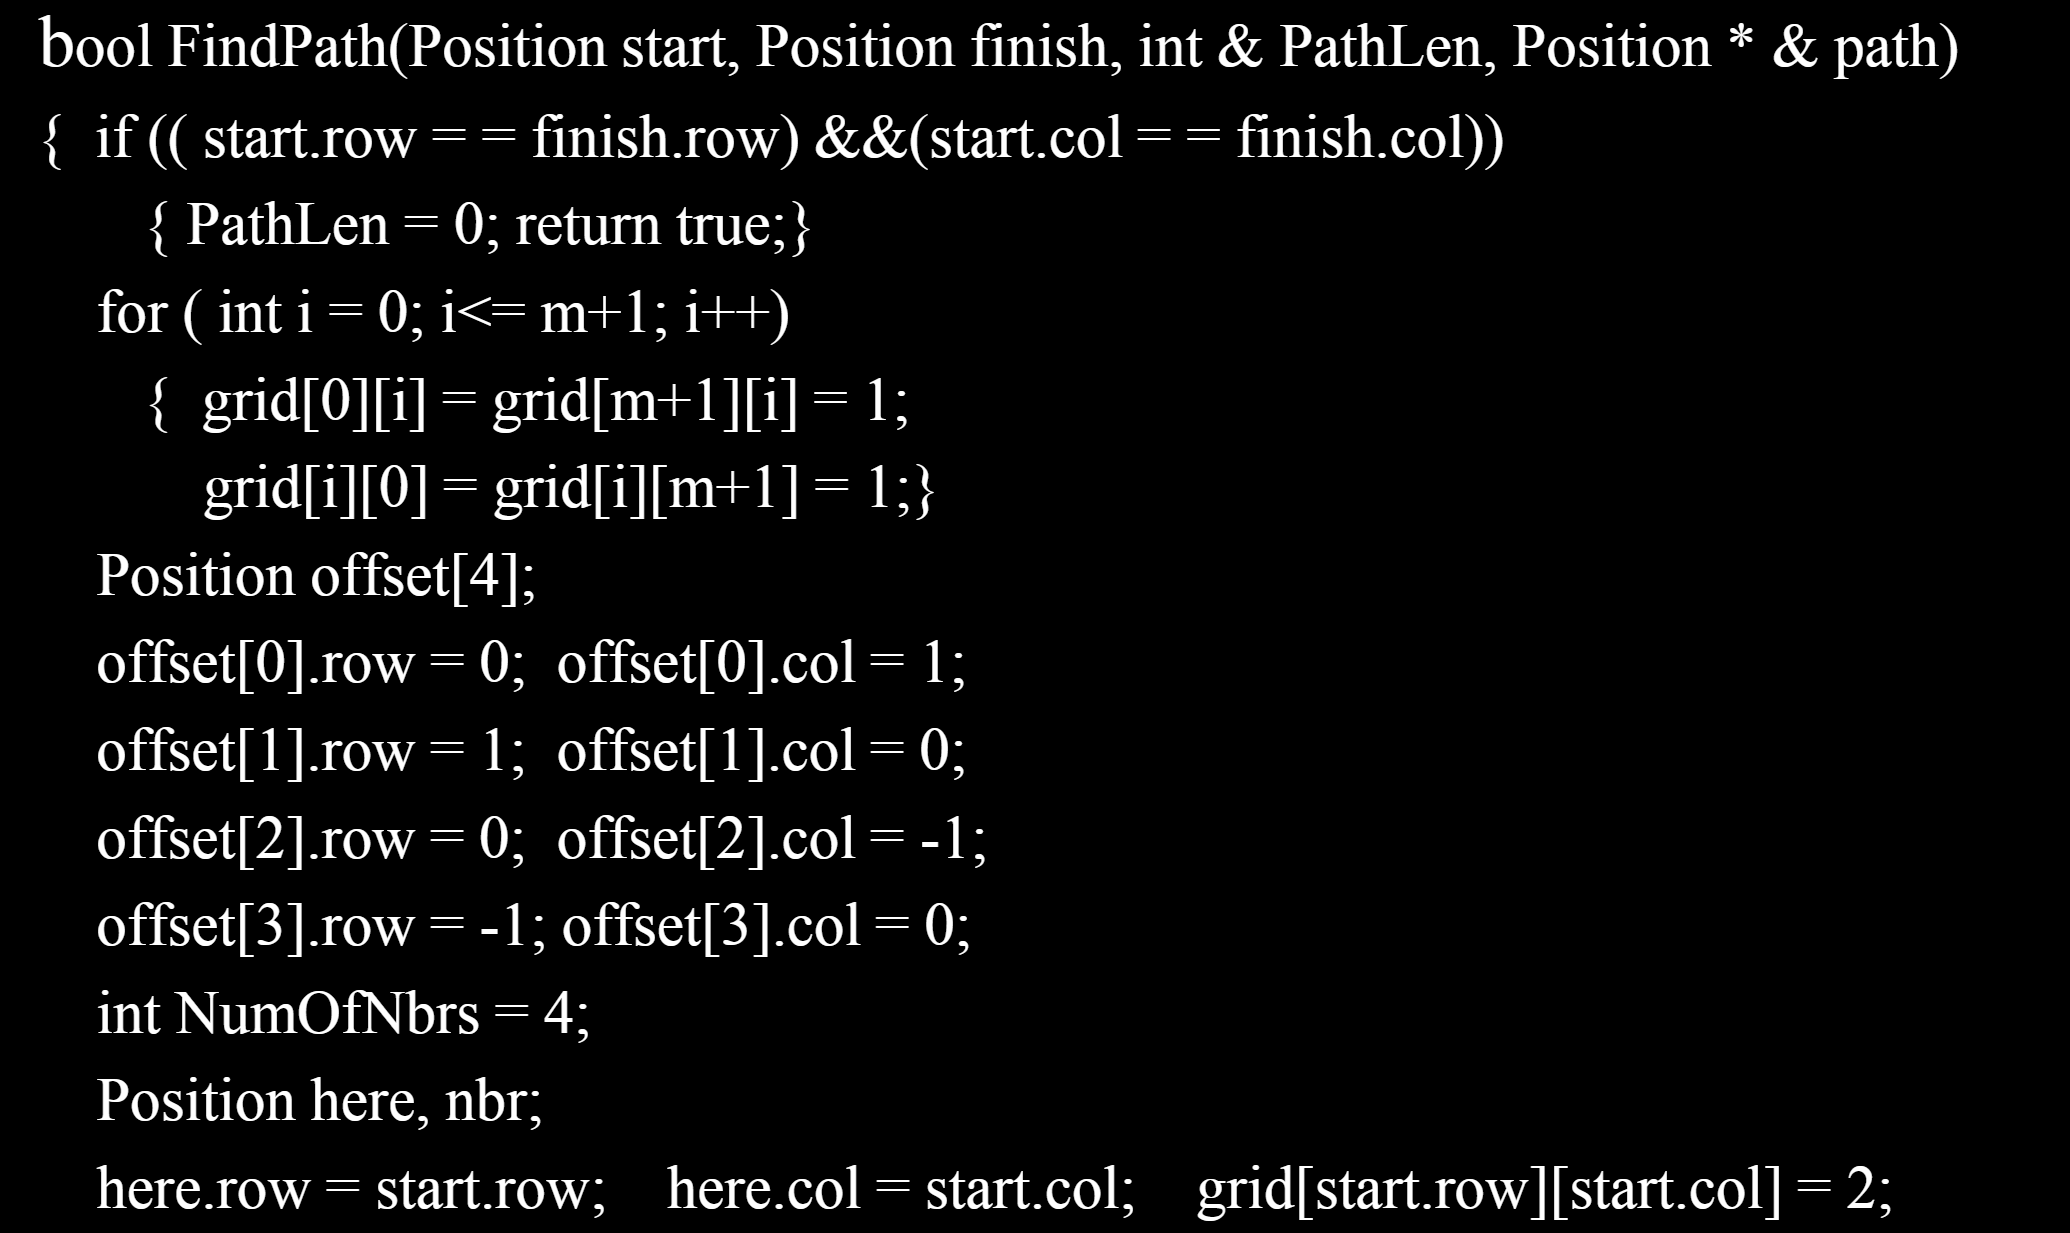 bool FindPath(Position start, Position finish, int & PathLen, Position * & path)
{ if (( start.row = = finish.row) &&(start.col = = finish.col))
{ PathLen = 0; return true;}
for ( int i = 0; i<= m+1; i++)
{ grid[0][i] = grid[m+1][i] = 1;
grid[i][0] = grid[i][m+1] = 1;}
Position offset[4];
offset[0].row = 0; offset[0].col = 1;
offset[1].row = 1; offset[1].col = 0;
offset[2].row = 0; offset[2].col = -1;
offset[3].row = -1; offset[3].col = 0;
int NumOfNbrs = 4;
Position here, nbr;
here.row = start.row; here.col = start.col; grid[start.row][start.col] = 2;